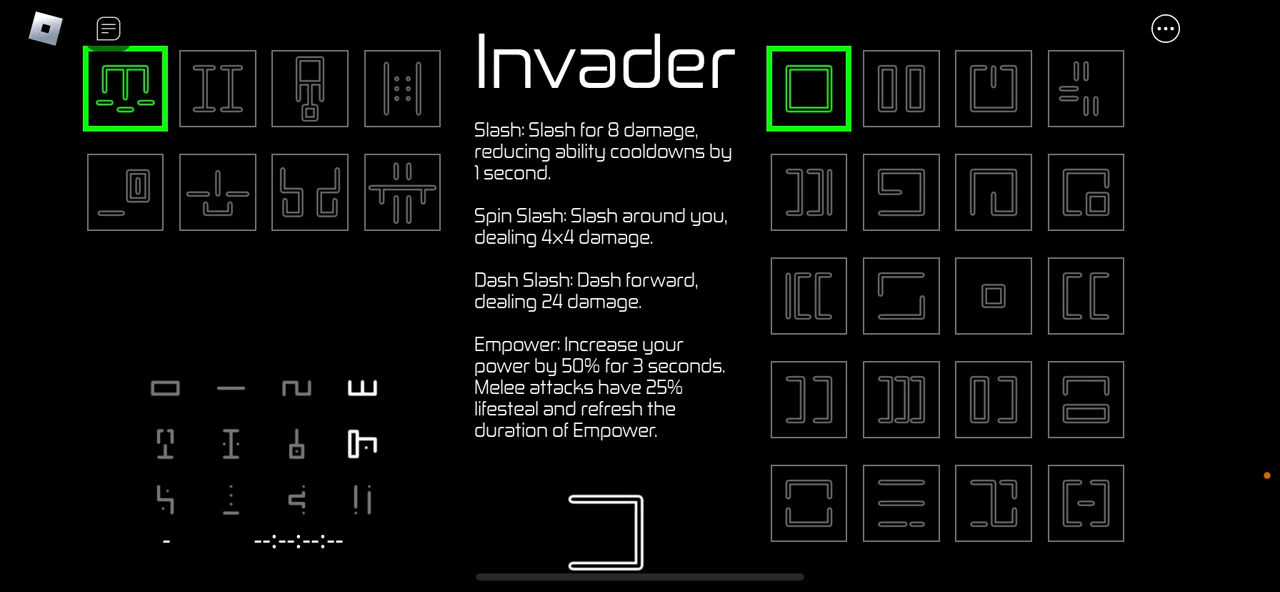 Invader
Slash: Slash for 8 damage,
reducing ability cooldowns by
1 second.
Spin Slash: Slash around you,
dealing 4x4 damage.
Dash Slash: Dash forward,
dealing 24 damage.
Empower: Increase your
power by 50% for 3 seconds.
Melee attacks have 25%
lifesteal and refresh the
duration of Empower.
- --:--:--:--